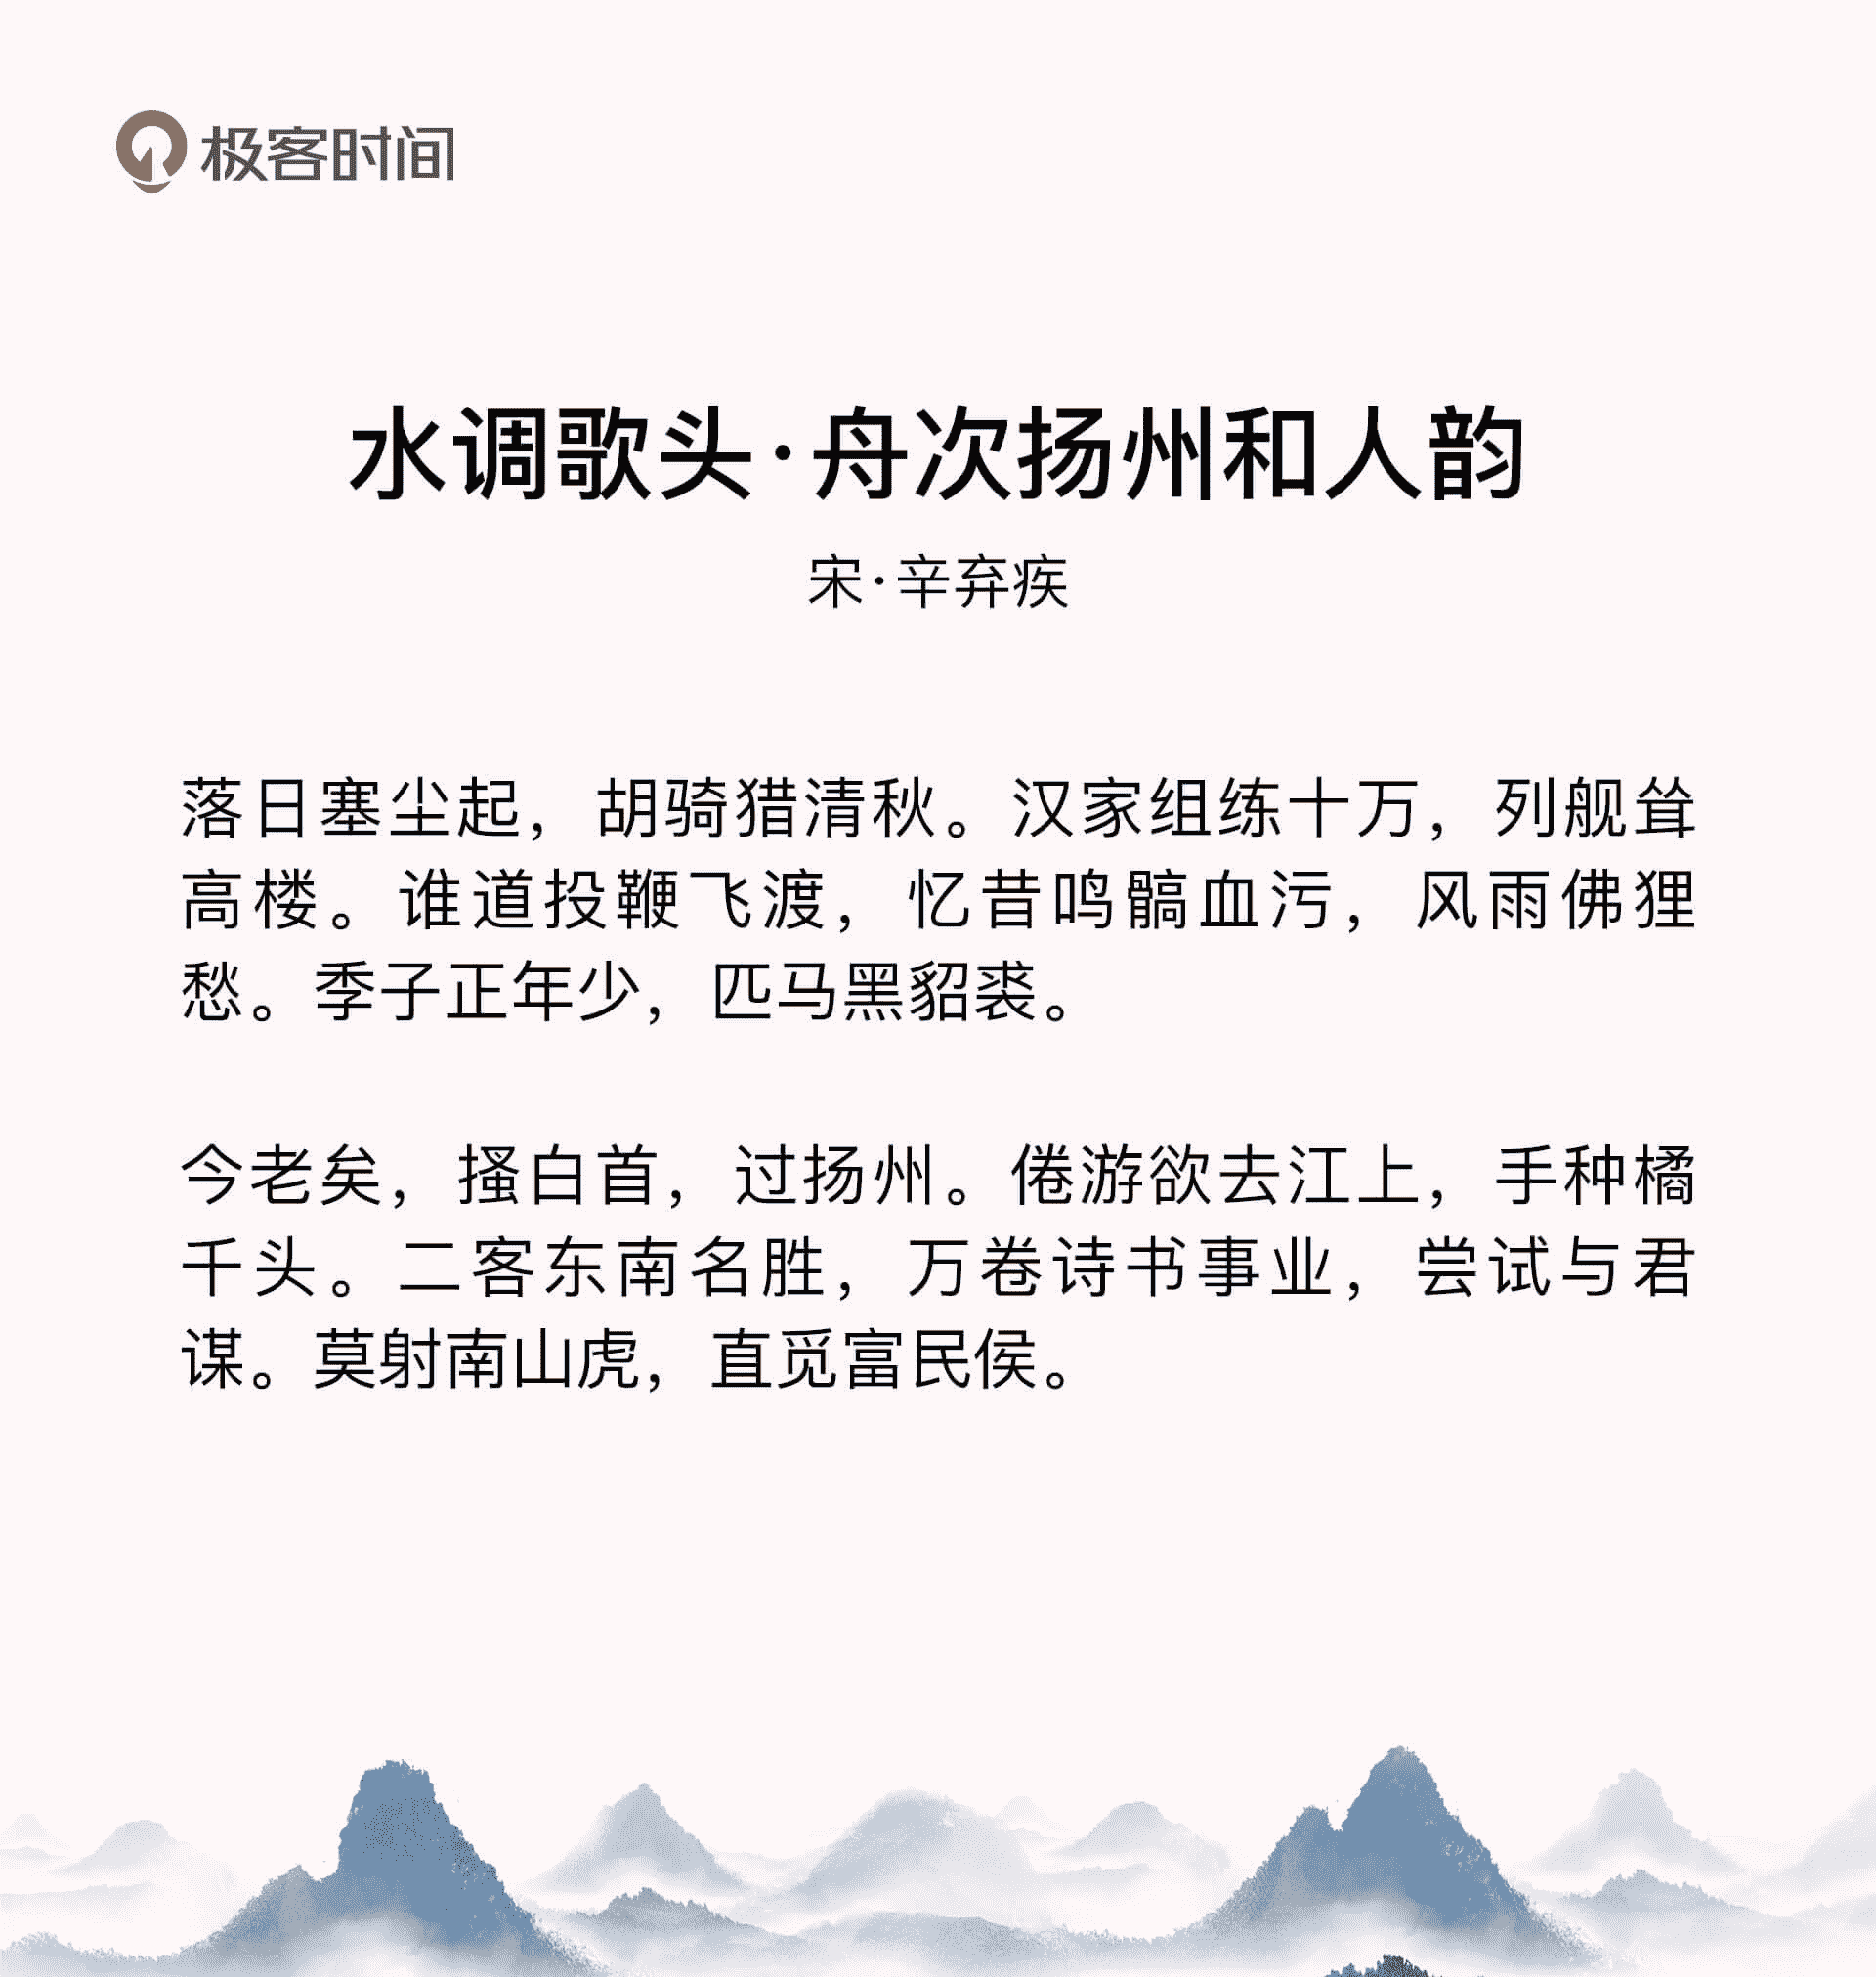 极客时间
水调歌头·舟次扬州和人韵
宋·辛弃疾
落日塞尘起，胡骑猎清秋。汉家组练十万，列舰耸
高楼。谁道投鞭飞渡，忆昔鸣髇血污，风雨佛狸
愁。季子正年少，匹马黑貂裘。
今老矣，搔白首，过扬州。倦游欲去江上，手种橘
千头。二客东南名胜，万卷诗书事业，尝试与君
谋。莫射南山虎，直觅富民侯。